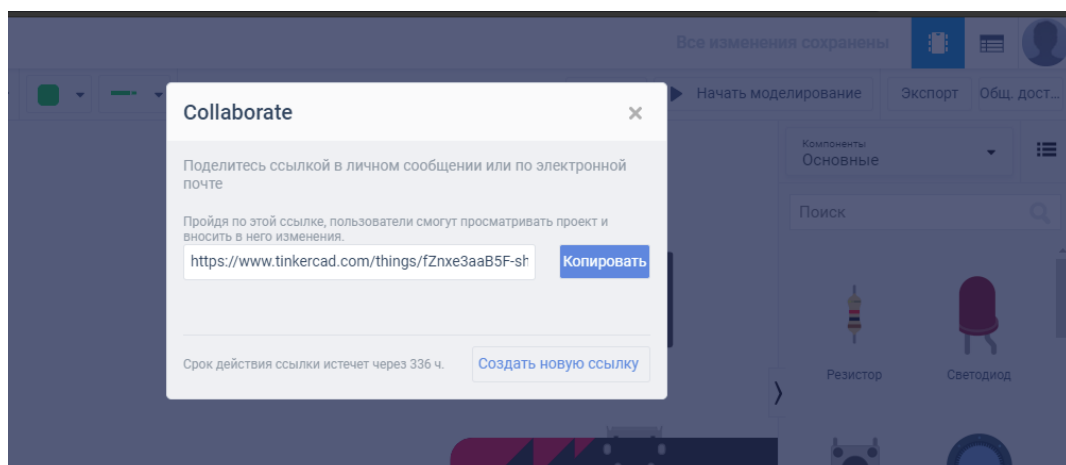 Все изменения сохранены
Начать моделирование
Экспорт
Общ. дост...
Collaborate
Поделитесь ссылкой в личном сообщении или по электронной
почте
Пройдя по этой ссылке, пользователи смогут просматривать проект и
вносить в него изменения.
https://www.tinkercad.com/things/fZnxe3aaB5F-sh
Копировать
Срок действия ссылки истечет через 336 ч.
Создать новую ссылку
Компоненты
Основные
Поиск
Резистор
Светодиод